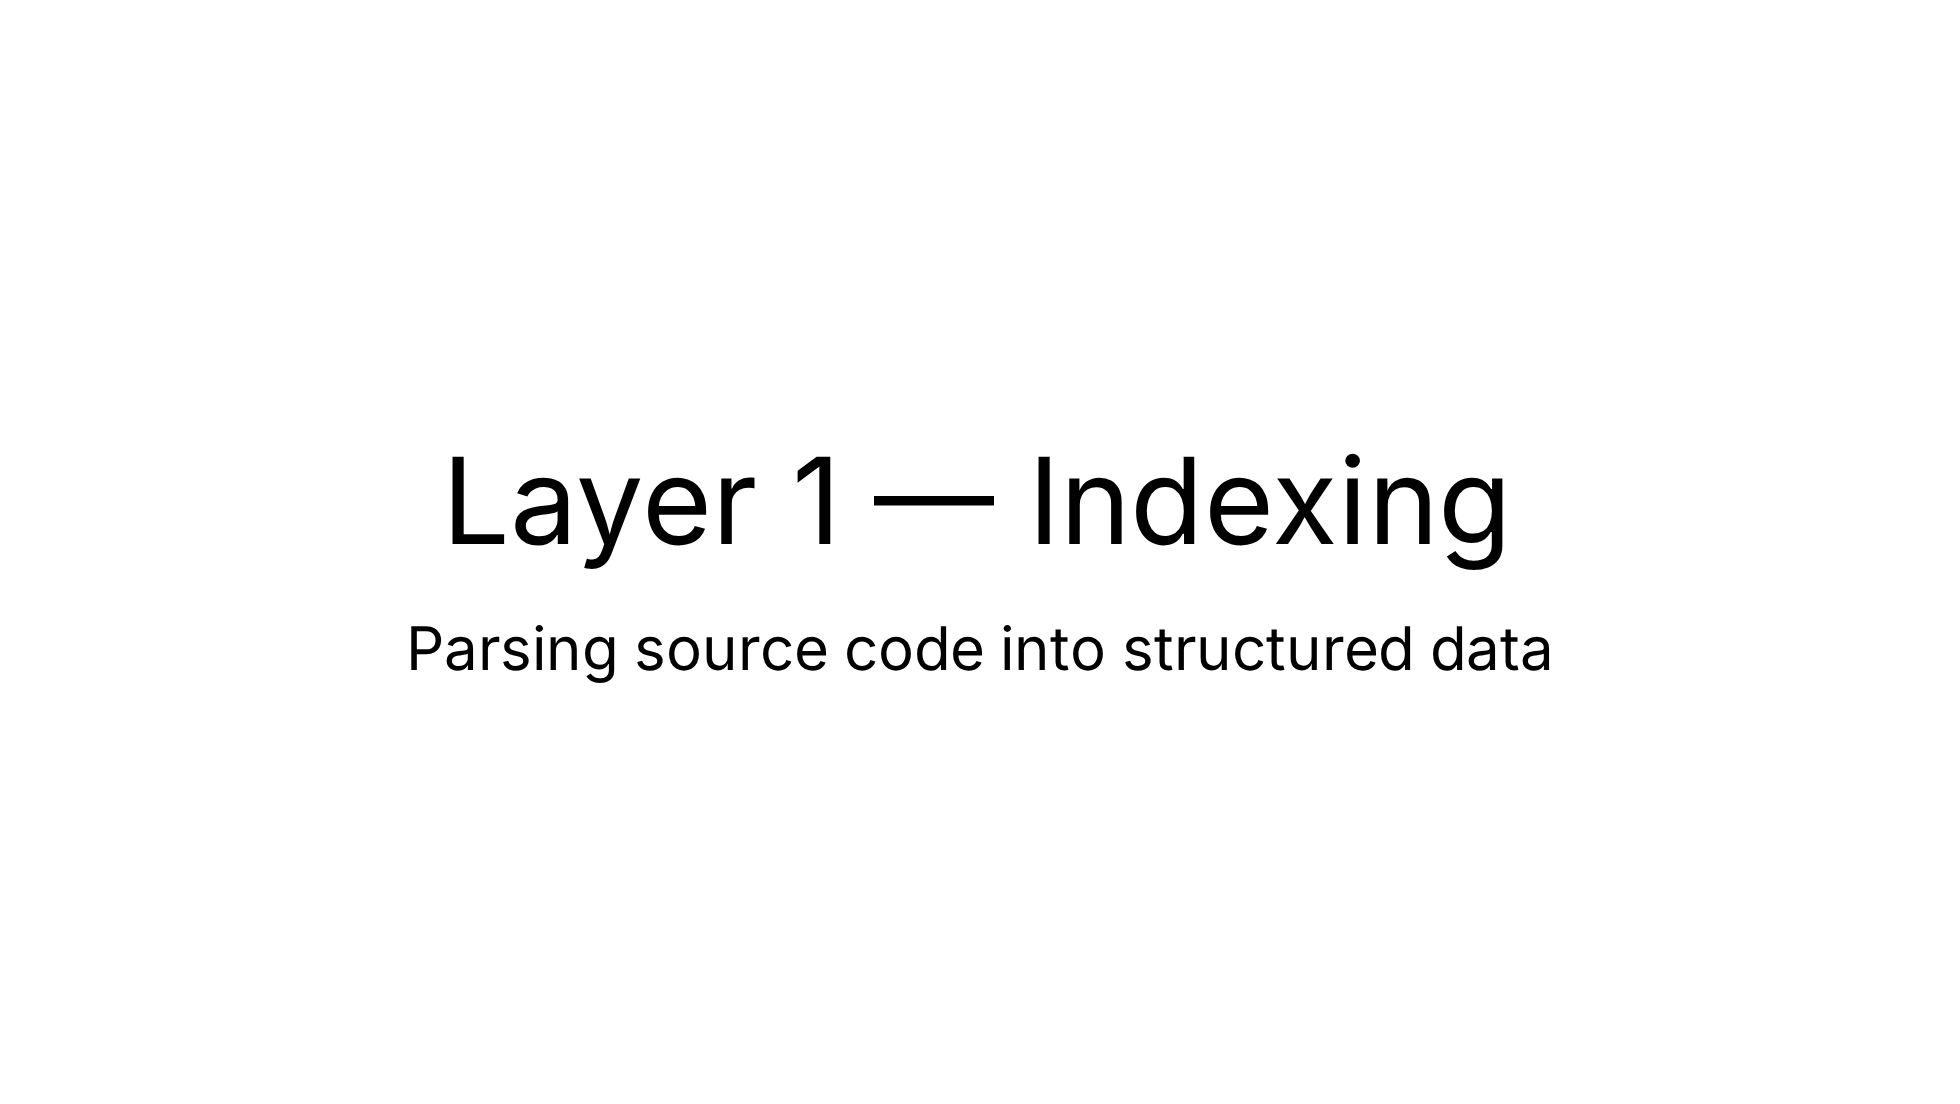 Layer 1 — Indexing
Parsing source code into structured data